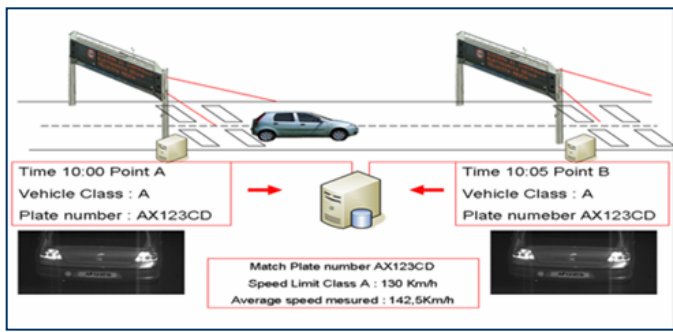 Time 10:00 Point A
Vehicle Class : A
Plate number : AX123CD
Time 10:05 Point B
Vehicle Class : A
Plate numeber AX123CD
Match Plate number AX123CD
Speed Limit Class A : 130 Km/h
Average speed mesured : 142,5Km/h